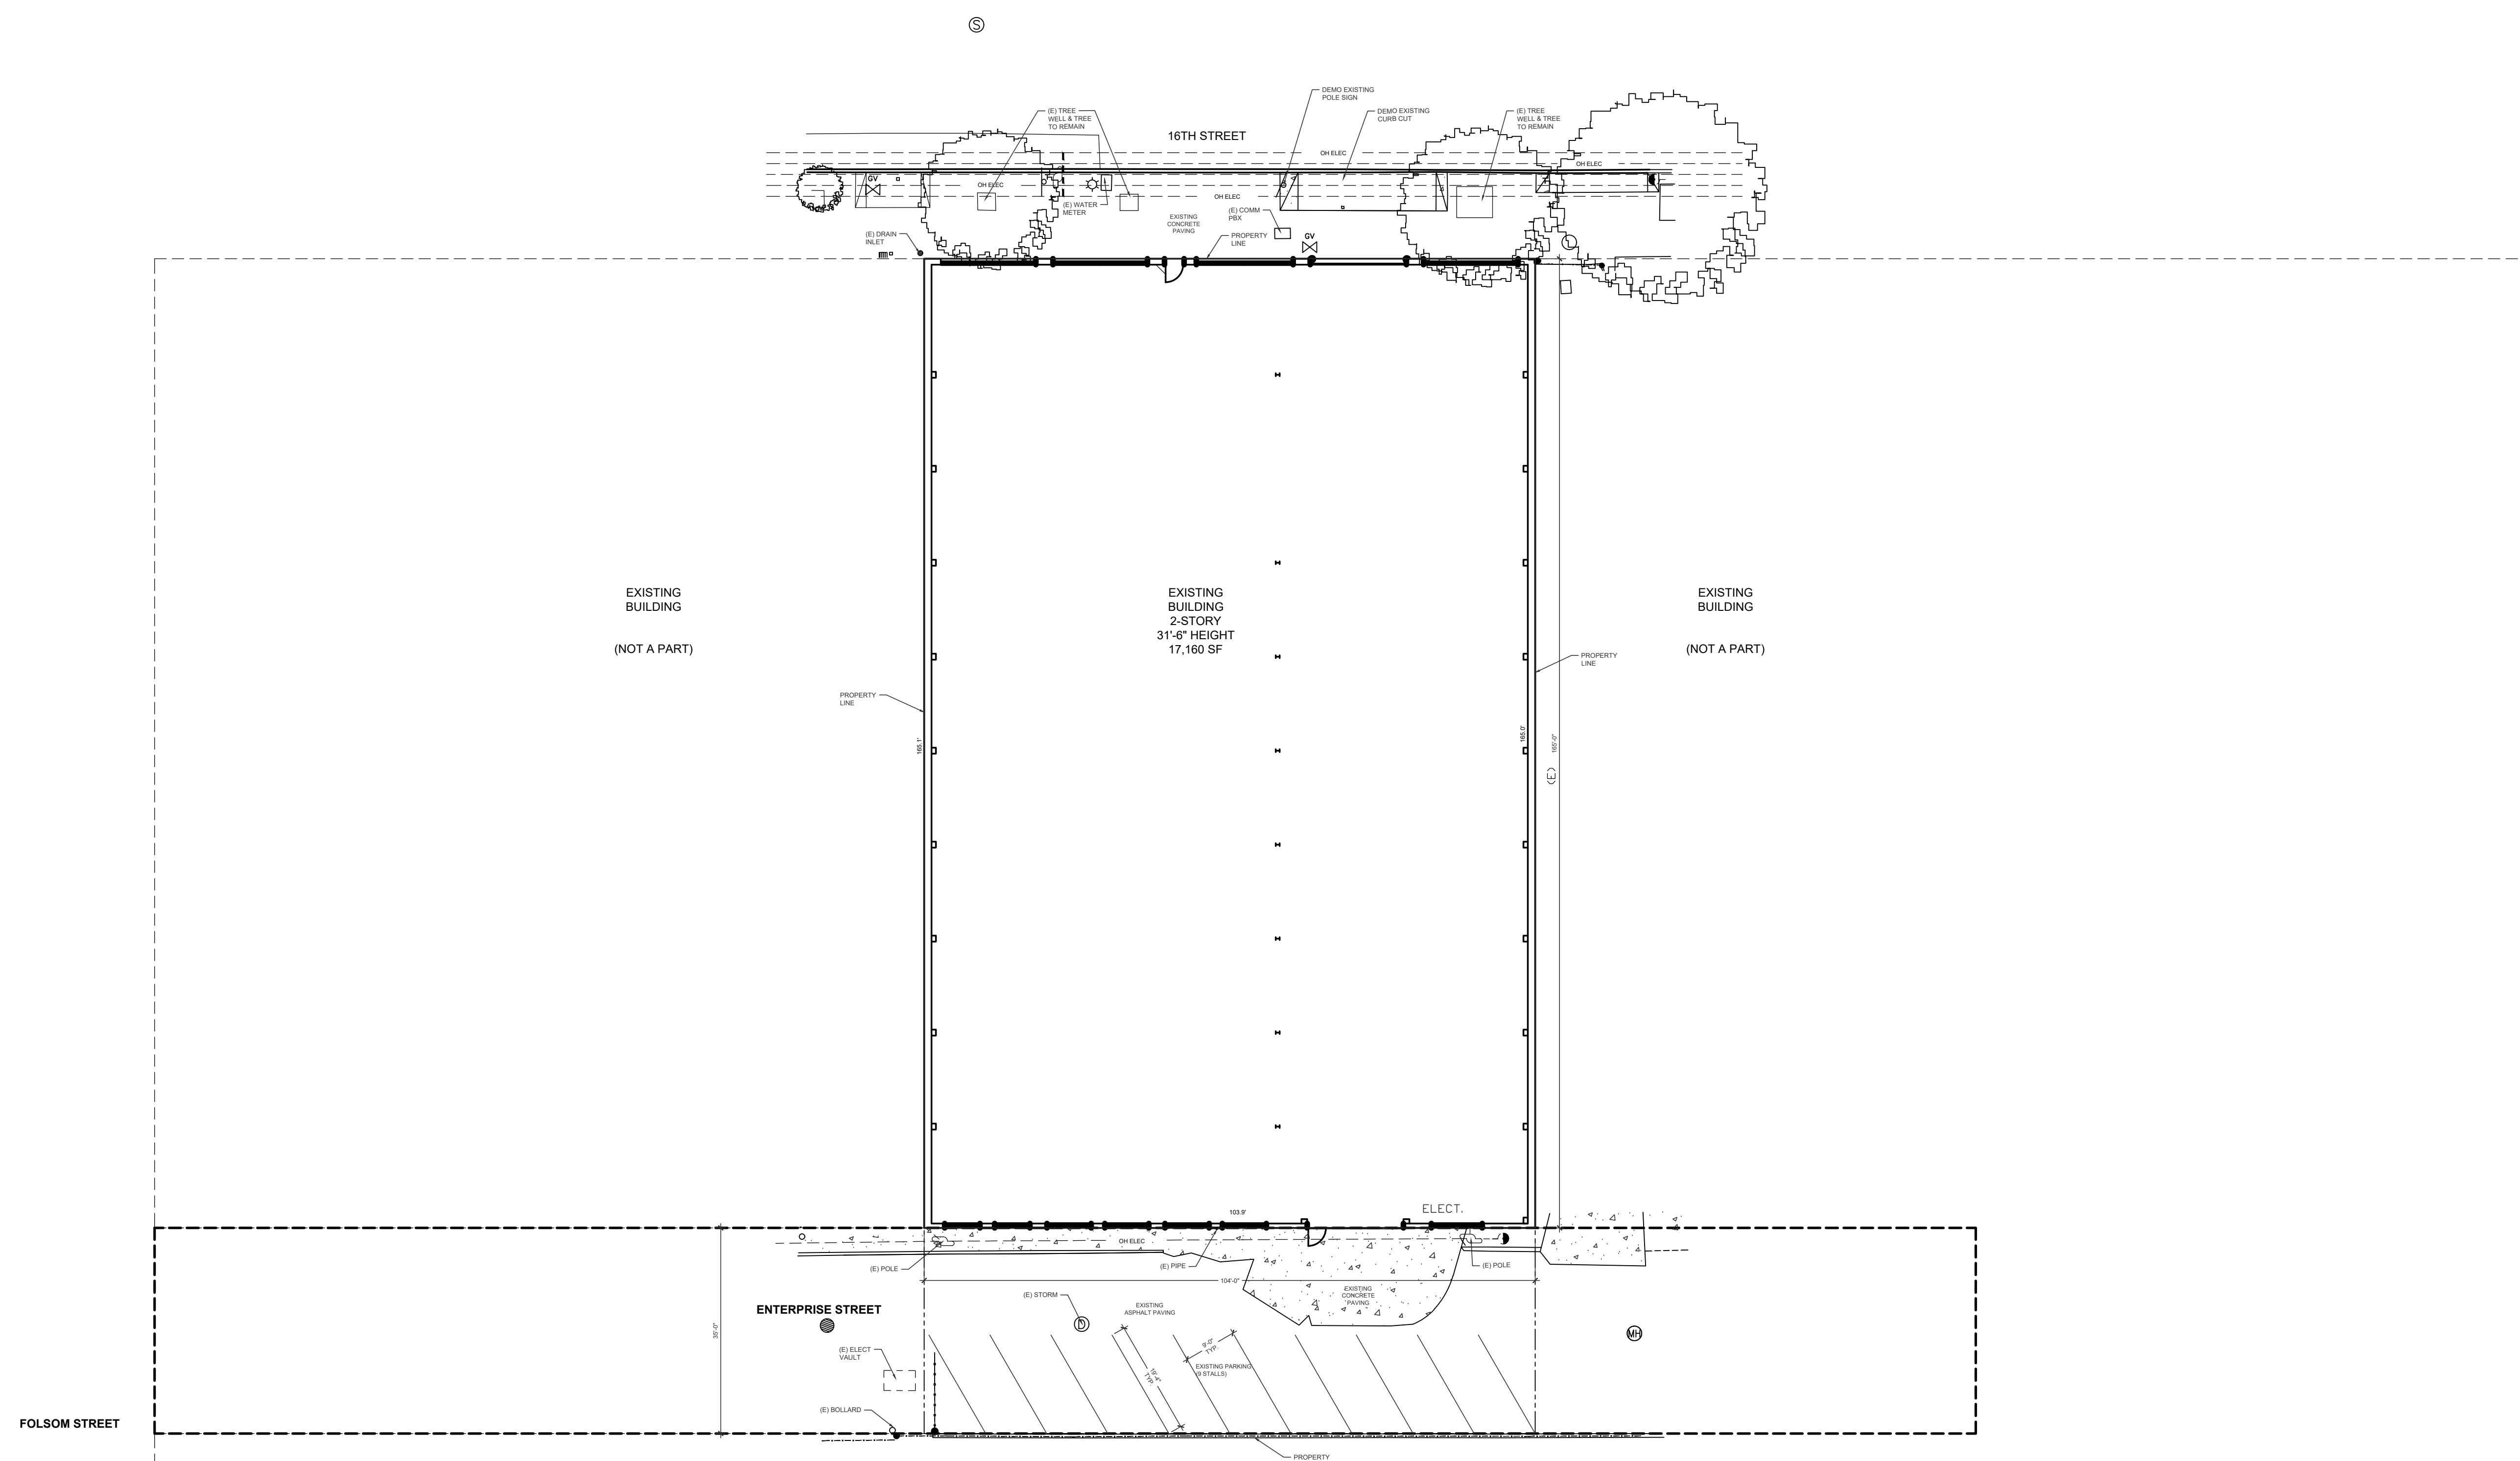 S
DEMO EXISTING
POLE SIGN
(E) TREE
WELL & TREE
TO REMAIN
DEMO EXISTING
CURB CUT
(E) TREE
WELL & TREE
TO REMAIN
16TH STREET
OH ELEC
OH ELEC
GV
OH ELEC
OH ELEC
(E) WATER
METER
(E) COMM
PBX
EXISTING
CONCRETE
PAVING
(E) DRAIN
INLET
PROPERTY
LINE
GV
EXISTING
BUILDING
(NOT A PART)
EXISTING
BUILDING
2-STORY
31'-6" HEIGHT
17,160 SF
EXISTING
BUILDING
(NOT A PART)
PROPERTY
LINE
PROPERTY
LINE
165.1'
165.0'
165'-0"
(E)
103.9'
ELECT.
OH ELEC
(E) POLE
(E) PIPE
(E) POLE
104'-0"
(E) STORM
EXISTING
CONCRETE
PAVING
ENTERPRISE STREET
EXISTING
ASPHALT PAVING
D
MH
35'-0"
(E) ELECT
VAULT
9'-0"
TYP.
19'-4"
TYP.
EXISTING PARKING
(9 STALLS)
(E) BOLLARD
FOLSOM STREET
PROPERTY